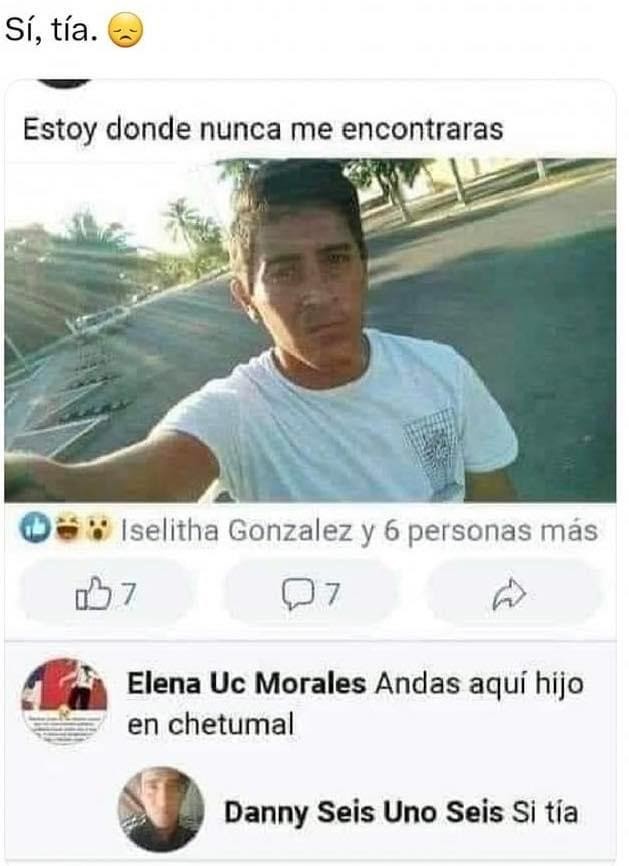 Sí, tía. 😞
Estoy donde nunca me encontraras
Iselitha Gonzalez y 6 personas más
7 7
Elena Uc Morales Andas aquí hijo
en chetumal
Danny Seis Uno Seis Si tía